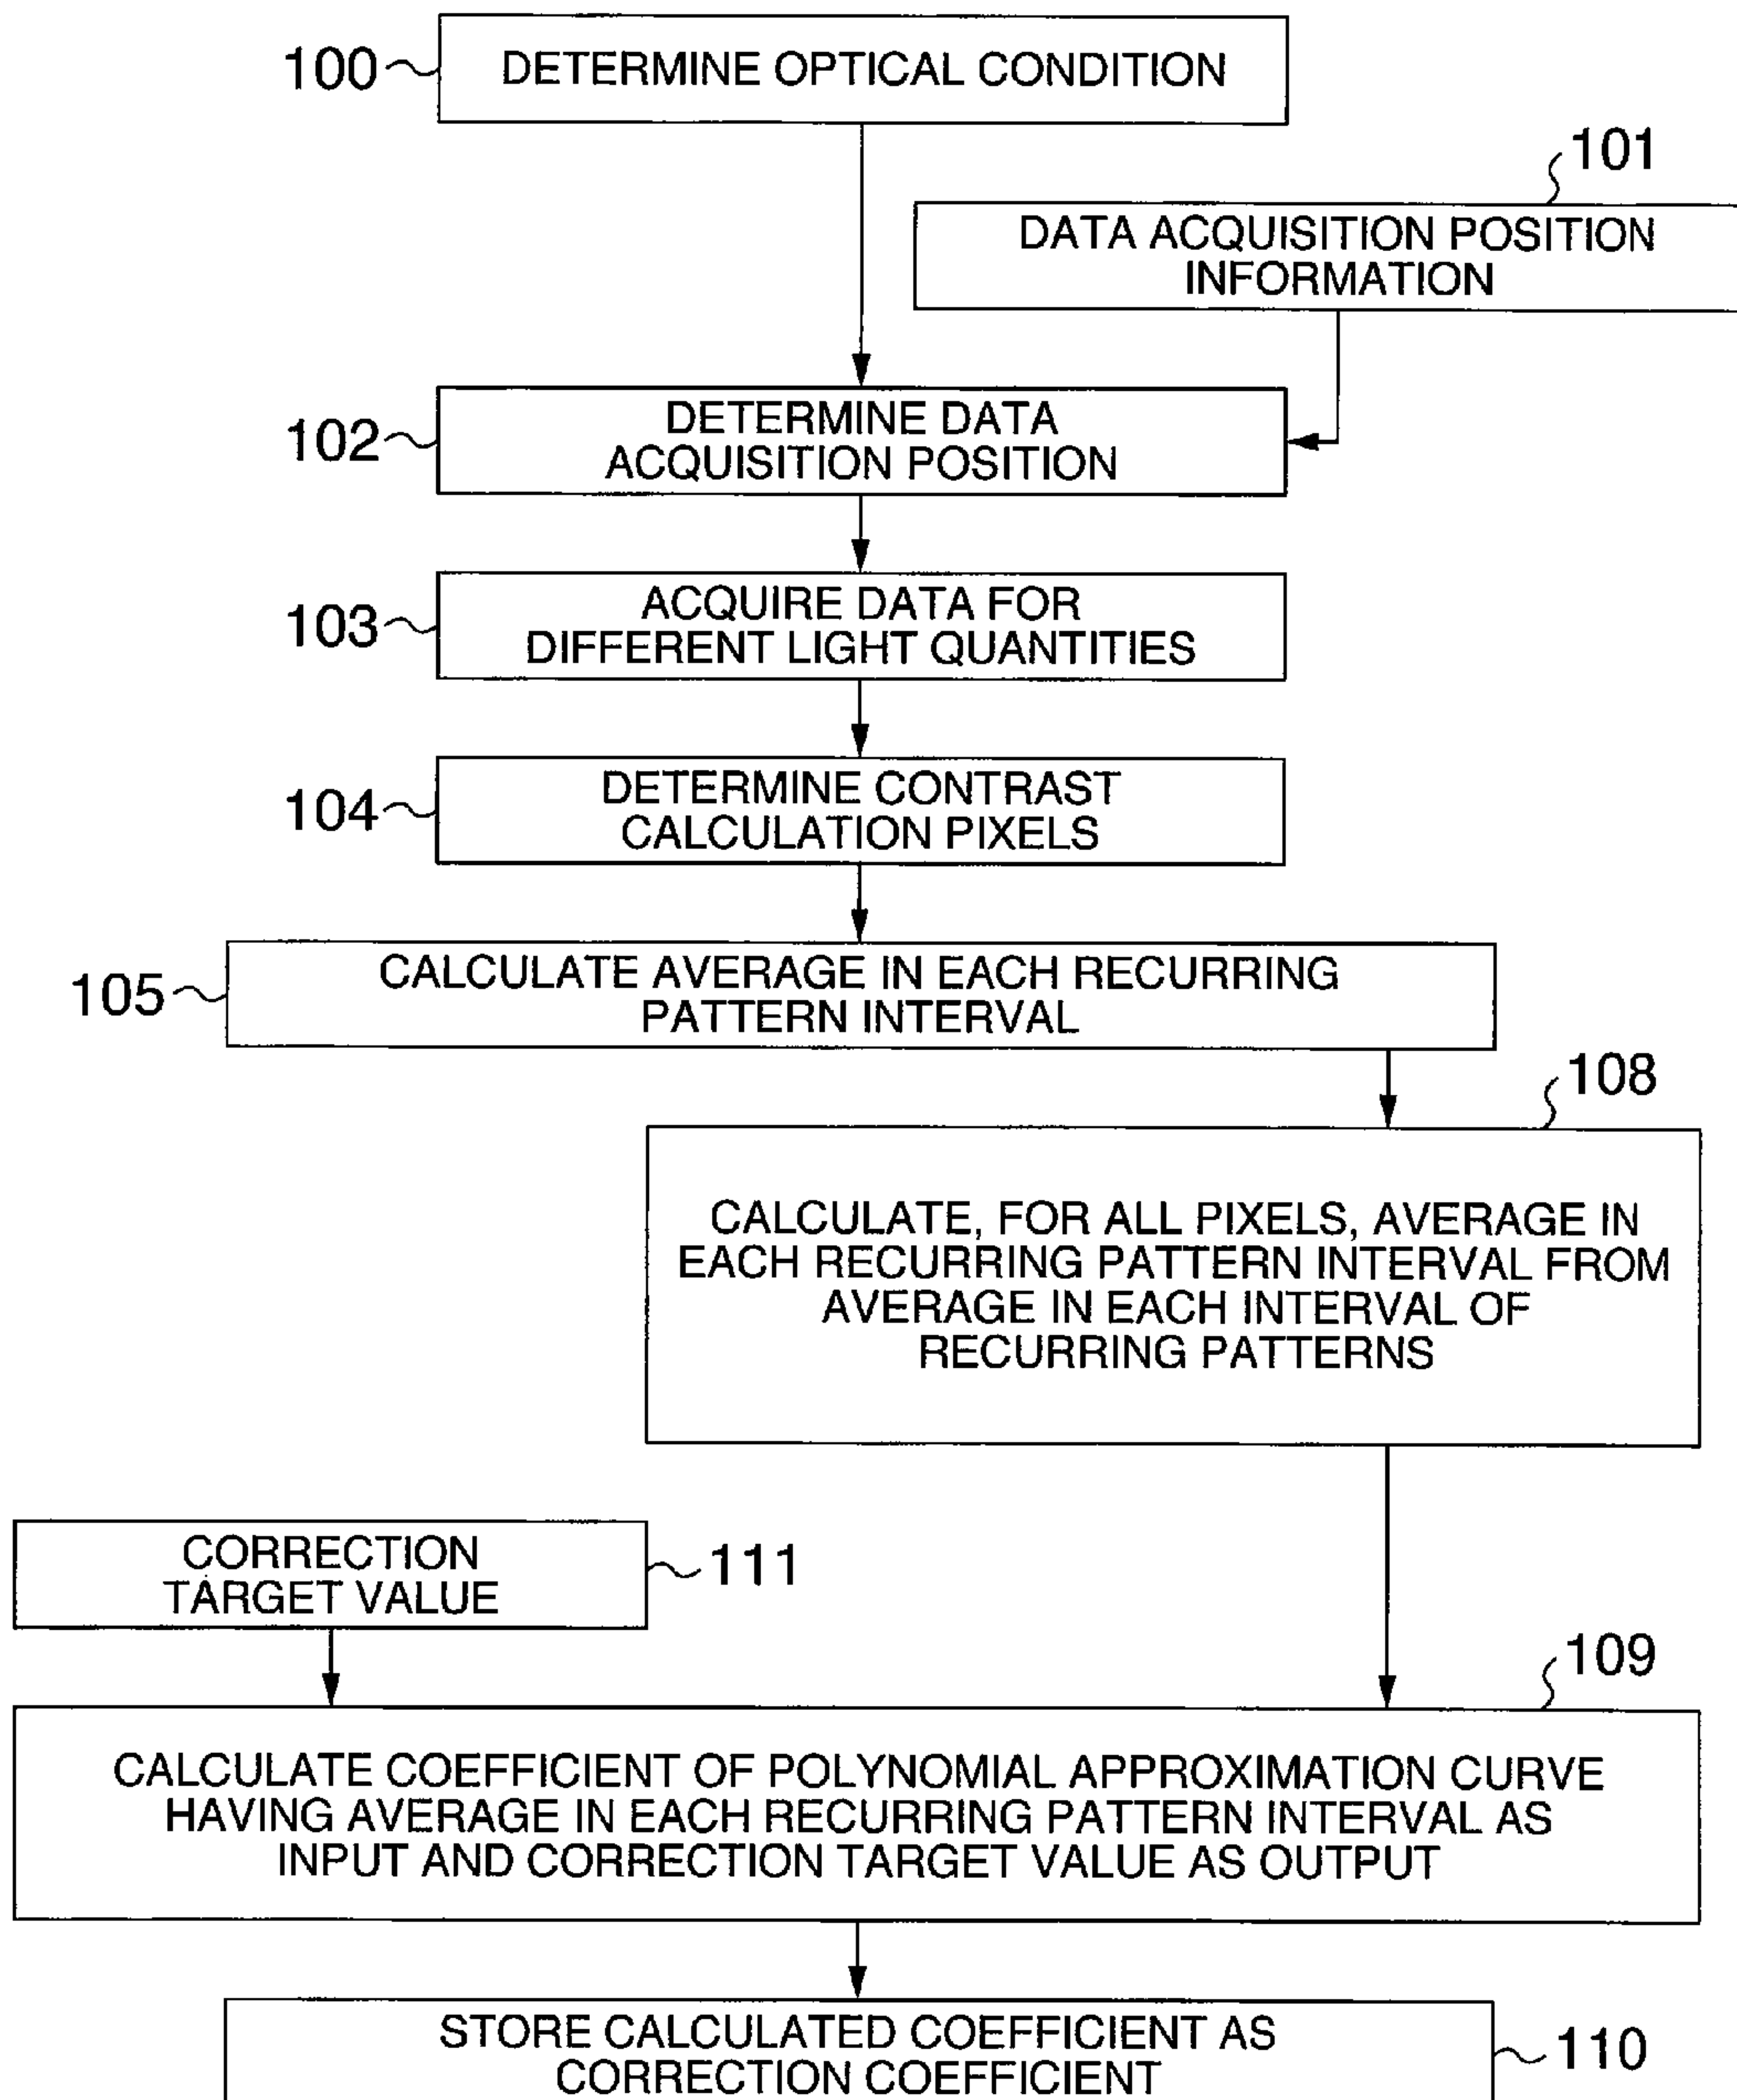 100
DETERMINE OPTICAL CONDITION
101
DATA ACQUISITION POSITION
INFORMATION
102
DETERMINE DATA
ACQUISITION POSITION
103
ACQUIRE DATA FOR
DIFFERENT LIGHT QUANTITIES
104
DETERMINE CONTRAST
CALCULATION PIXELS
105
CALCULATE AVERAGE IN EACH RECURRING
PATTERN INTERVAL
108
CALCULATE, FOR ALL PIXELS, AVERAGE IN
EACH RECURRING PATTERN INTERVAL FROM
AVERAGE IN EACH INTERVAL OF
RECURRING PATTERNS
CORRECTION
TARGET VALUE
111
109
CALCULATE COEFFICIENT OF POLYNOMIAL APPROXIMATION CURVE
HAVING AVERAGE IN EACH RECURRING PATTERN INTERVAL AS
INPUT AND CORRECTION TARGET VALUE AS OUTPUT
STORE CALCULATED COEFFICIENT AS
CORRECTION COEFFICIENT
110